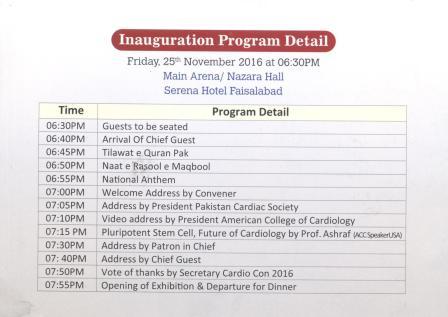 Inauguration Program Detail
Friday, 25th November 2016 at 06:30PM
Main Arena/ Nazara Hall
Serena Hotel Faisalabad
Time Program Detail
06:30PM Guests to be seated
06:40PM Arrival Of Chief Guest
06:45PM Tilawat e Quran Pak
06:50PM Naat e Rasool e Maqbool
06:55PM National Anthem
07:00PM Welcome Address by Convener
07:05PM Address by President Pakistan Cardiac Society
07:10PM Video address by President American College of Cardiology
07:15 PM Pluripotent Stem Cell, Future of Cardiology by Prof. Ashraf (ACC Speaker USA)
07:30PM Address by Patron in Chief
07: 40PM Address by Chief Guest
07:50PM Vote of thanks by Secretary Cardio Con 2016
07:55PM Opening of Exhibition & Departure for Dinner